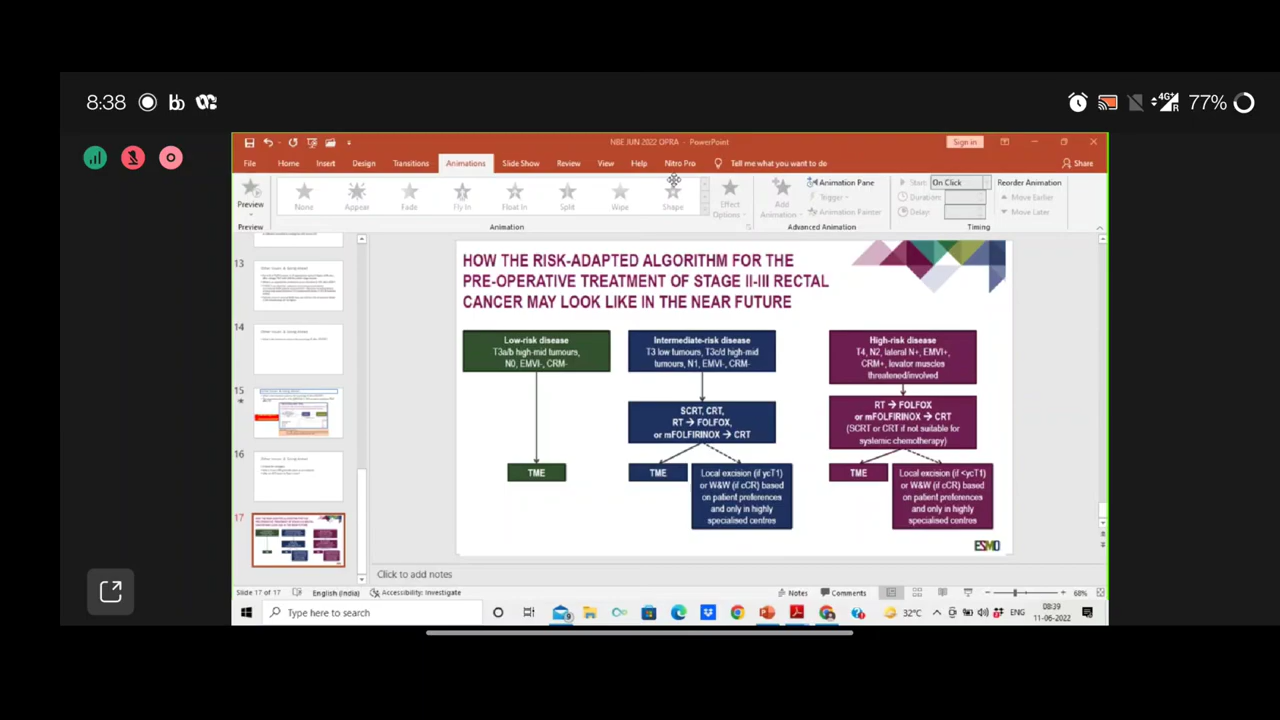 8:38
4G+
77%
NBE JUN 2022 OPRA - PowerPoint
Sign in
File Home Insert Design Transitions Animations Slide Show Review View Help Nitro Pro Tell me what you want to do Share
Preview
None Appear Fade Fly In Float In Split Wipe Shape
Effect Options
Add Animation
Animation Pane
Trigger
Animation Painter
Start: On Click
Duration:
Delay:
Reorder Animation
Move Earlier
Move Later
Preview Animation Advanced Animation Timing
13
14
15
16
17
HOW THE RISK-ADAPTED ALGORITHM FOR THE
PRE-OPERATIVE TREATMENT OF STAGE II-III RECTAL
CANCER MAY LOOK LIKE IN THE NEAR FUTURE
Low-risk disease
T3a/b high-mid tumours,
N0, EMVI-, CRM-
TME
Intermediate-risk disease
T3 low tumours, T3c/d high-mid
tumours, N1, EMVI-, CRM-
SCRT, CRT,
RT → FOLFOX,
or mFOLFIRINOX → CRT
TME
Local excision (if ycT1)
or W&W (if cCR) based
on patient preferences
and only in highly
specialised centres
High-risk disease
T4, N2, lateral N+, EMVI+,
CRM+, levator muscles
threatened/involved
RT → FOLFOX
or mFOLFIRINOX → CRT
(SCRT or CRT if not suitable for
systemic chemotherapy)
TME
Local excision (if <ycT1)
or W&W (if cCR) based
on patient preferences
and only in highly
specialised centres
ESMO
Click to add notes
Slide 17 of 17 English (India) Accessibility: Investigate Notes Comments 68%
Type here to search
32°C
ENG
08:39
11-06-2022